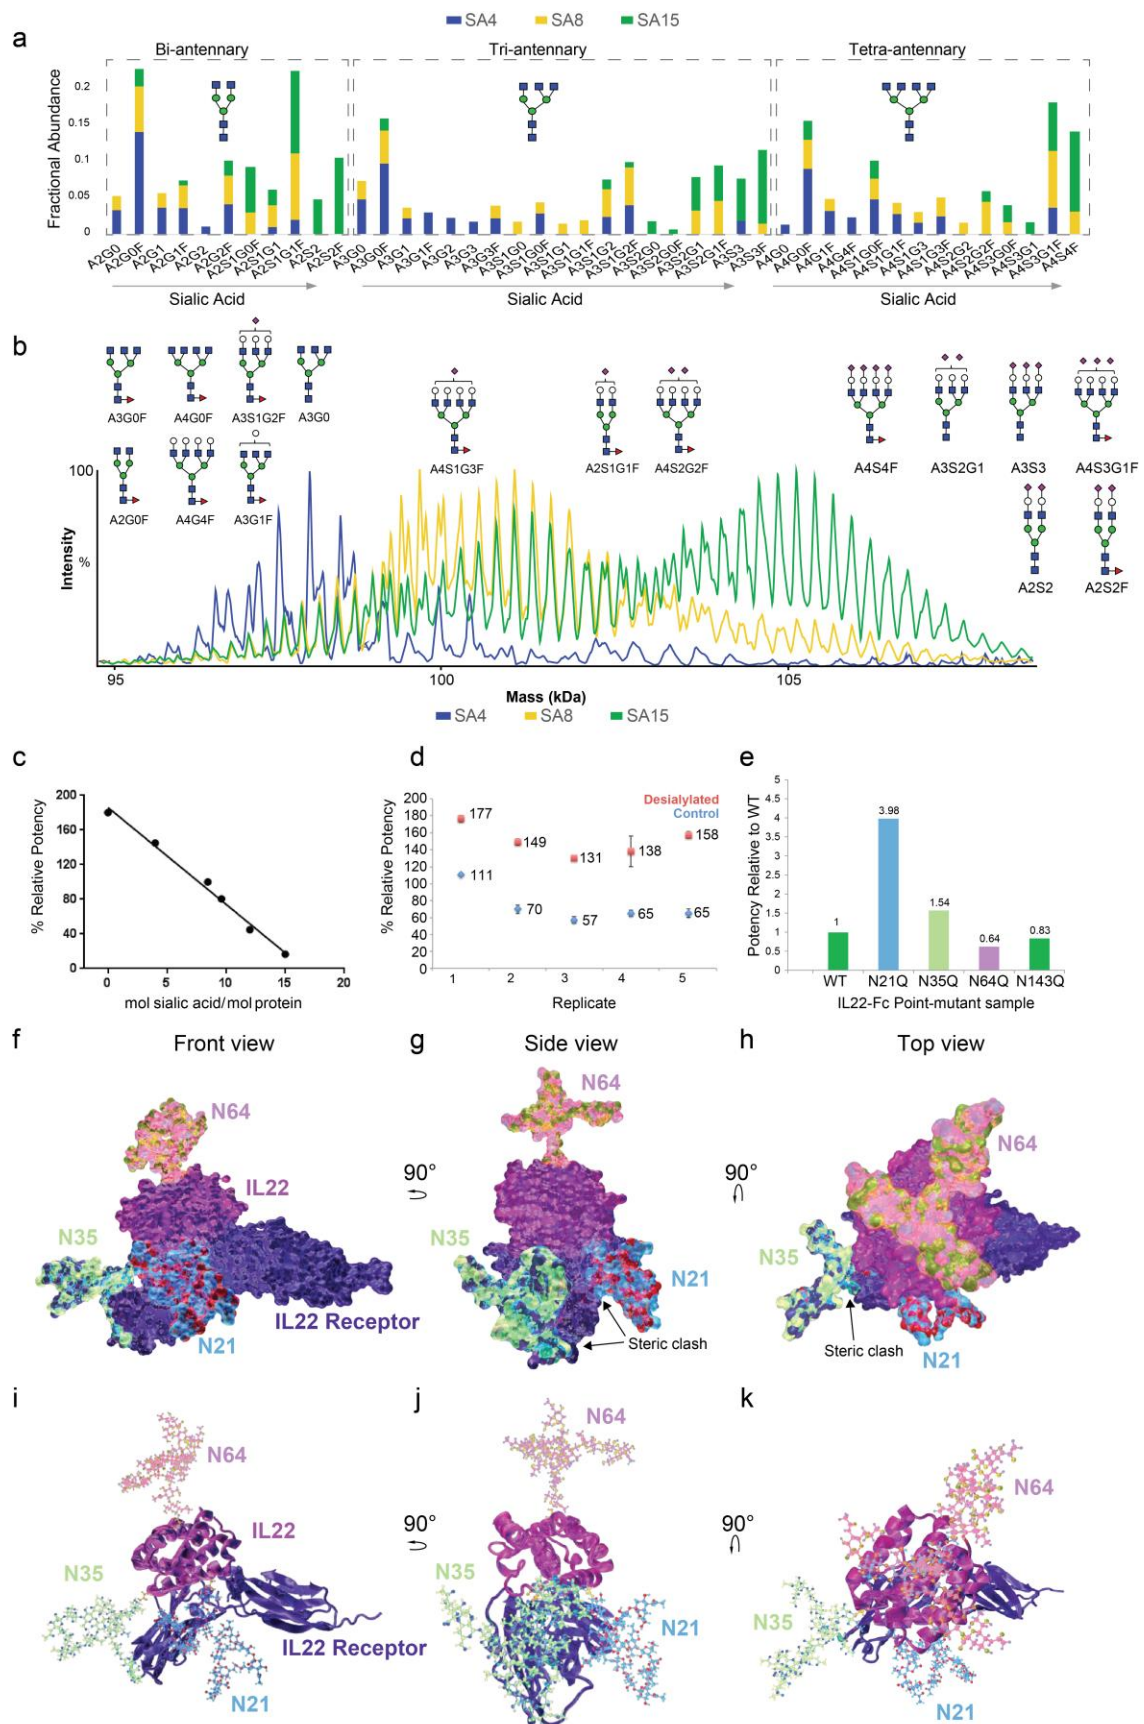 SA4 SA8 SA15
a
Bi-antennary Tri-antennary Tetra-antennary
Fractional Abundance
0.2
0.15
0.1
0.05
0
A2G0 A2G0F A2G1 A2G1F A2G2 A2G2F A2S1G0F A2S1G1 A2S1G1F A2S2 A2S2F A3G0 A3G0F A3G1 A3G1F A3G2 A3G3 A3G3F A3S1G0 A3S1G0F A3S1G1 A3S1G1F A3S1G2 A3S1G2F A3S2G0 A3S2G0F A3S2G1 A3S2G1F A3S3 A3S3F A4G0 A4G0F A4G1F A4G4F A4S1G0F A4S1G1F A4S1G3 A4S1G3F A4S2G2 A4S2G2F A4S3G0F A4S3G1 A4S3G1F A4S4F
Sialic Acid Sialic Acid Sialic Acid
b
A3G0F A4G0F A3S1G2F A3G0
A4S1G3F A2S1G1F A4S2G2F
A4S4F A3S2G1 A3S3 A4S3G1F
A2G0F A4G4F A3G1F
A2S2 A2S2F
100
Intensity
%
95 100 105
Mass (kDa)
SA4 SA8 SA15
c
% Relative Potency
200
160
120
80
40
0
0 5 10 15 20
mol sialic acid/mol protein
d
% Relative Potency
200
180
160
140
120
100
80
60
40
20
0
Desialylated
Control
177 149 131 138 158
111 70 57 65 65
1 2 3 4 5
Replicate
e
Potency Relative to WT
5
4.5
4
3.5
3
2.5
2
1.5
1
0.5
0
1 3.98 1.54 0.64 0.83
WT N21Q N35Q N64Q N143Q
IL22-Fc Point-mutant sample
f Front view
N64
IL22
N35
IL22 Receptor
N21
90°
g Side view
N64
N35
N21
Steric clash
90°
h Top view
N64
N35
Steric clash
N21
i
N64
IL22
N35
IL22 Receptor
N21
90°
j
N64
N35
N21
90°
k
N64
N35
N21